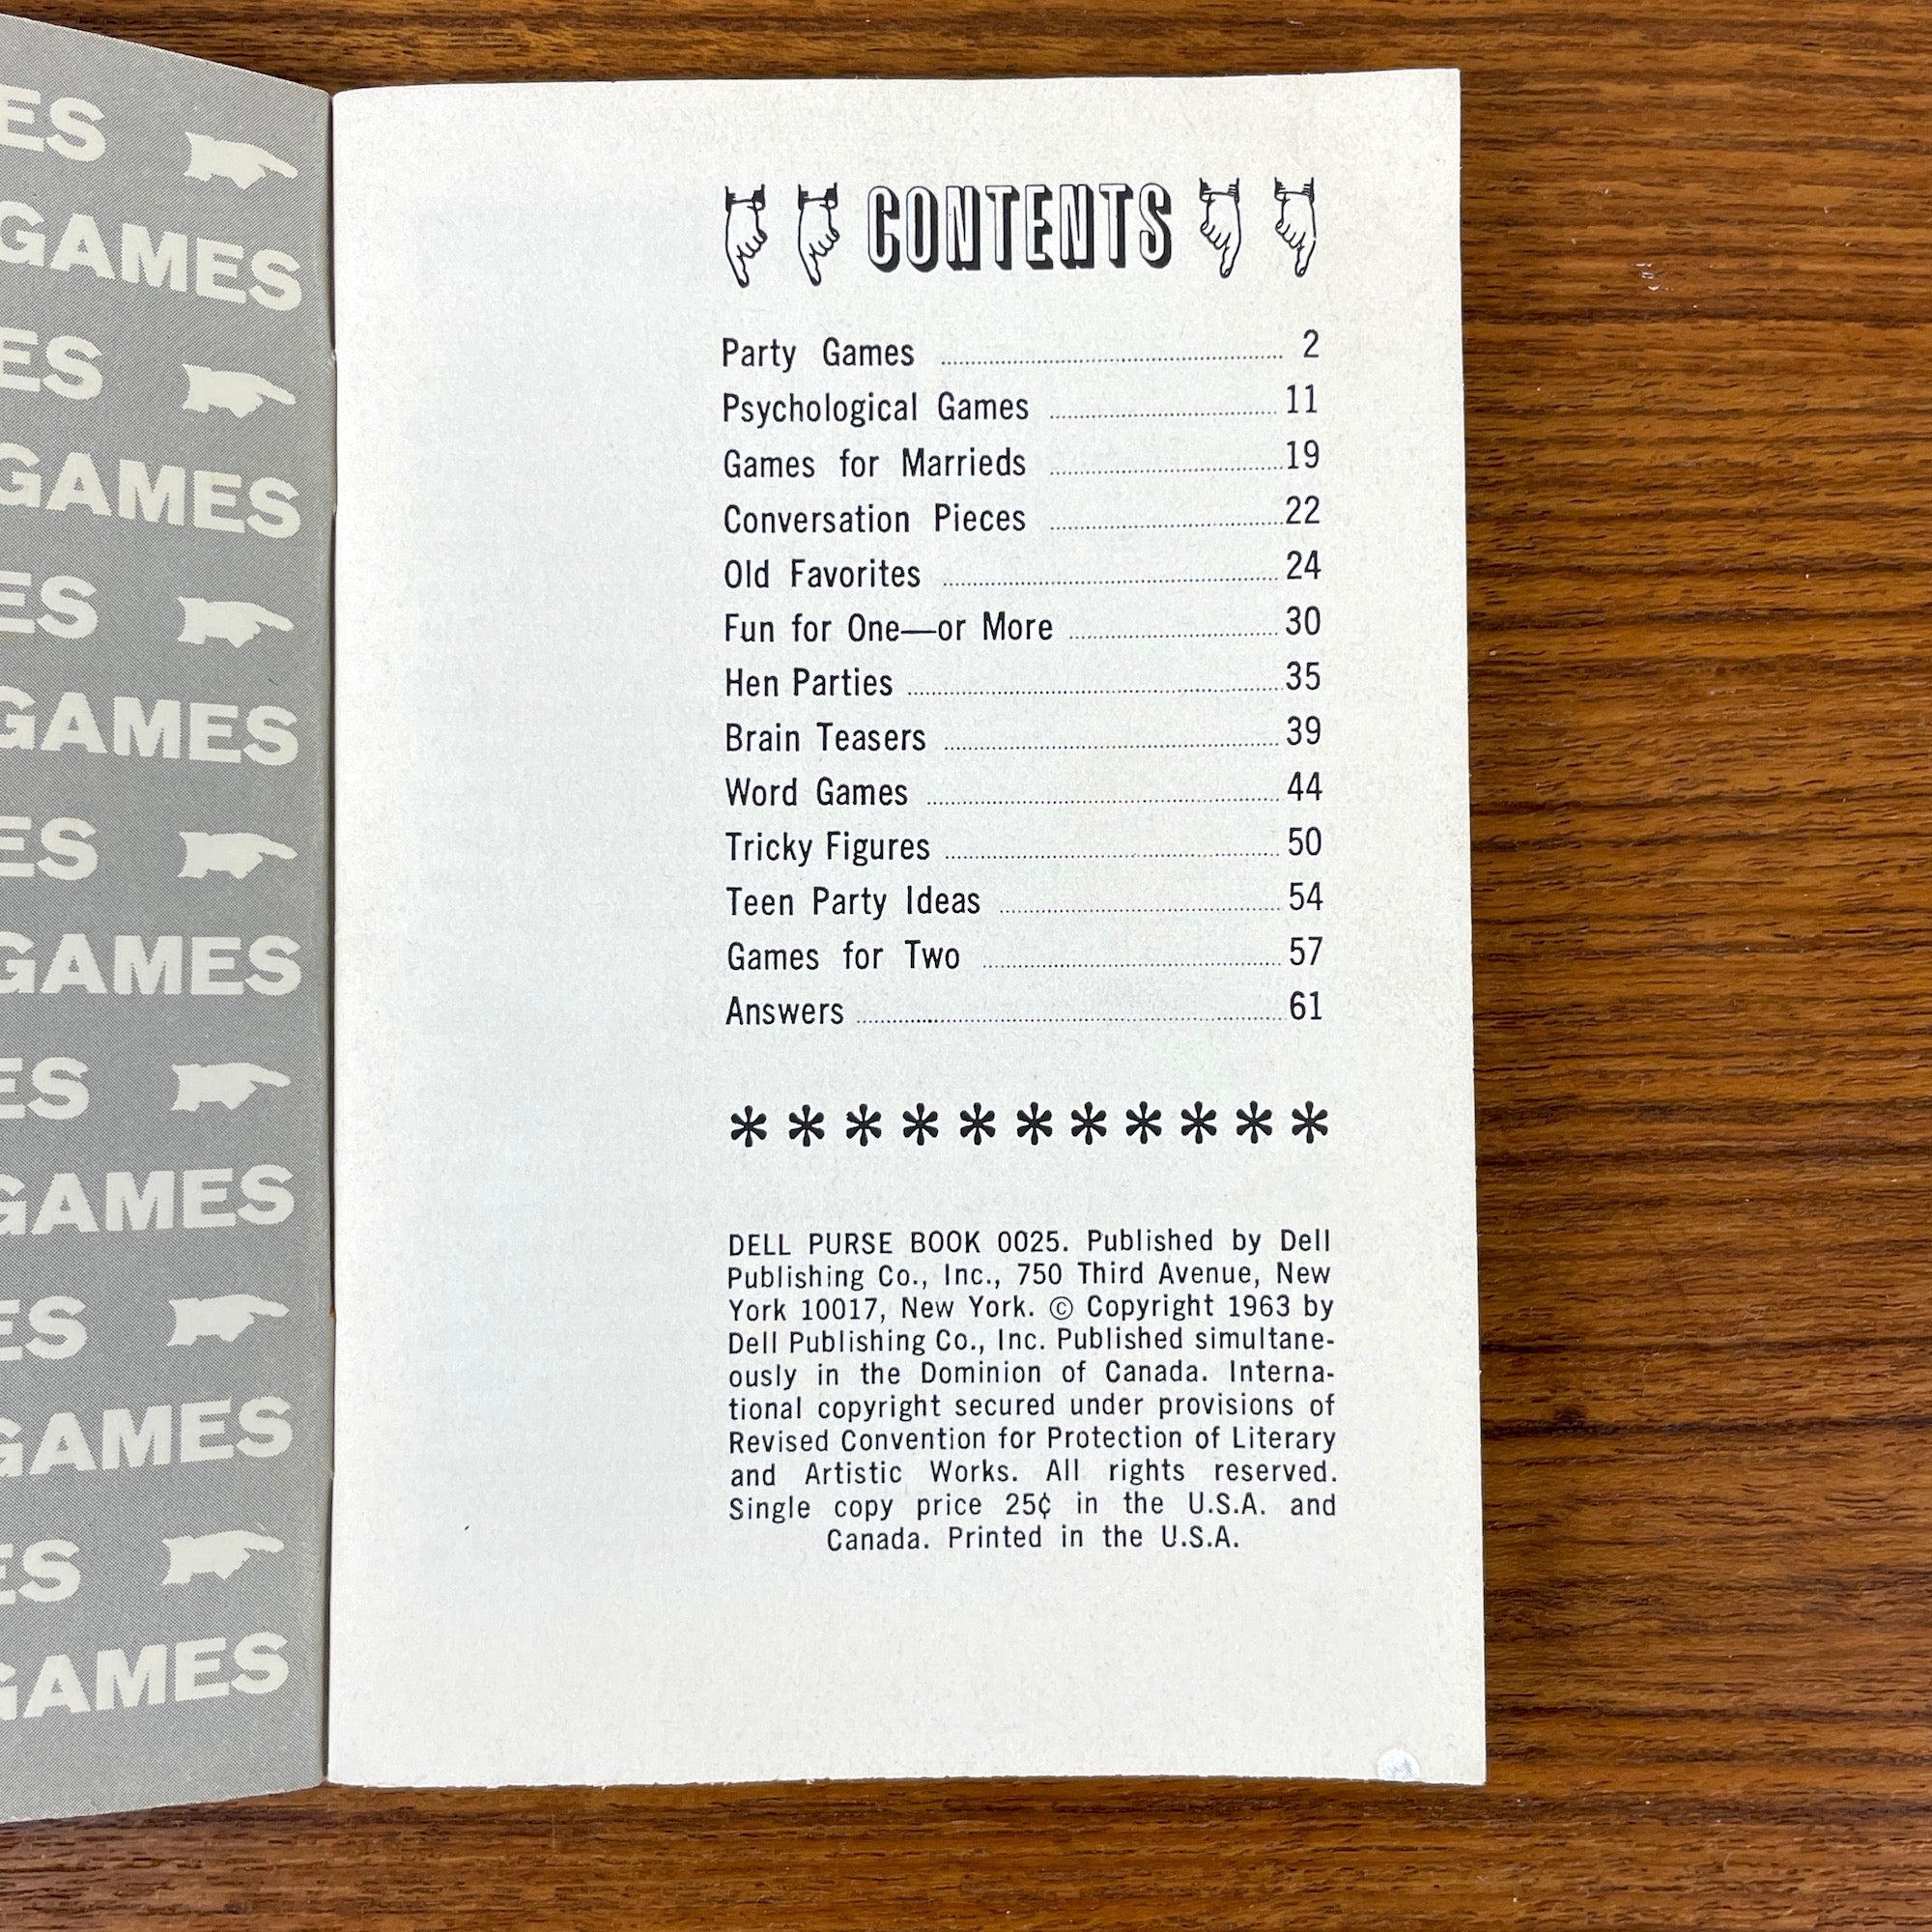 ES
GAMES
ES
GAMES
ES
GAMES
ES
GAMES
ES
GAMES
ES
GAMES
ES
GAMES
CONTENTS
Party Games 2
Psychological Games 11
Games for Marrieds 19
Conversation Pieces 22
Old Favorites 24
Fun for One—or More 30
Hen Parties 35
Brain Teasers 39
Word Games 44
Tricky Figures 50
Teen Party Ideas 54
Games for Two 57
Answers 61
* * * * * * * * * * *
DELL PURSE BOOK 0025. Published by Dell
Publishing Co., Inc., 750 Third Avenue, New
York 10017, New York. © Copyright 1963 by
Dell Publishing Co., Inc. Published simultane-
ously in the Dominion of Canada. Interna-
tional copyright secured under provisions of
Revised Convention for Protection of Literary
and Artistic Works. All rights reserved.
Single copy price 25¢ in the U.S.A. and
Canada. Printed in the U.S.A.